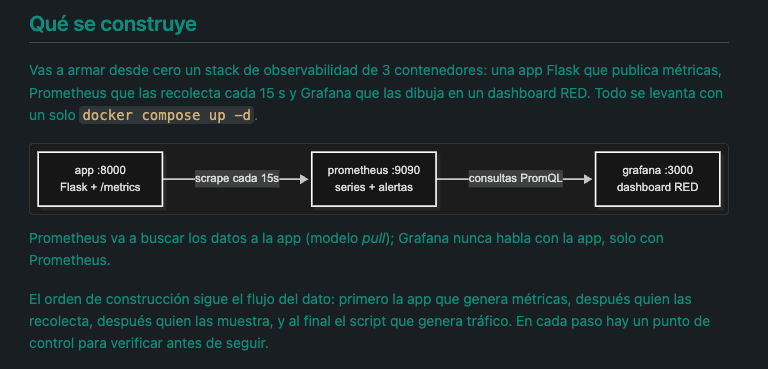 Qué se construye
Vas a armar desde cero un stack de observabilidad de 3 contenedores: una app Flask que publica métricas,
Prometheus que las recolecta cada 15 s y Grafana que las dibuja en un dashboard RED. Todo se levanta con
un solo docker compose up -d.
app :8000
Flask + /metrics
scrape cada 15s
prometheus :9090
series + alertas
consultas PromQL
grafana :3000
dashboard RED
Prometheus va a buscar los datos a la app (modelo pull); Grafana nunca habla con la app, solo con
Prometheus.
El orden de construcción sigue el flujo del dato: primero la app que genera métricas, después quien las
recolecta, después quien las muestra, y al final el script que genera tráfico. En cada paso hay un punto de
control para verificar antes de seguir.